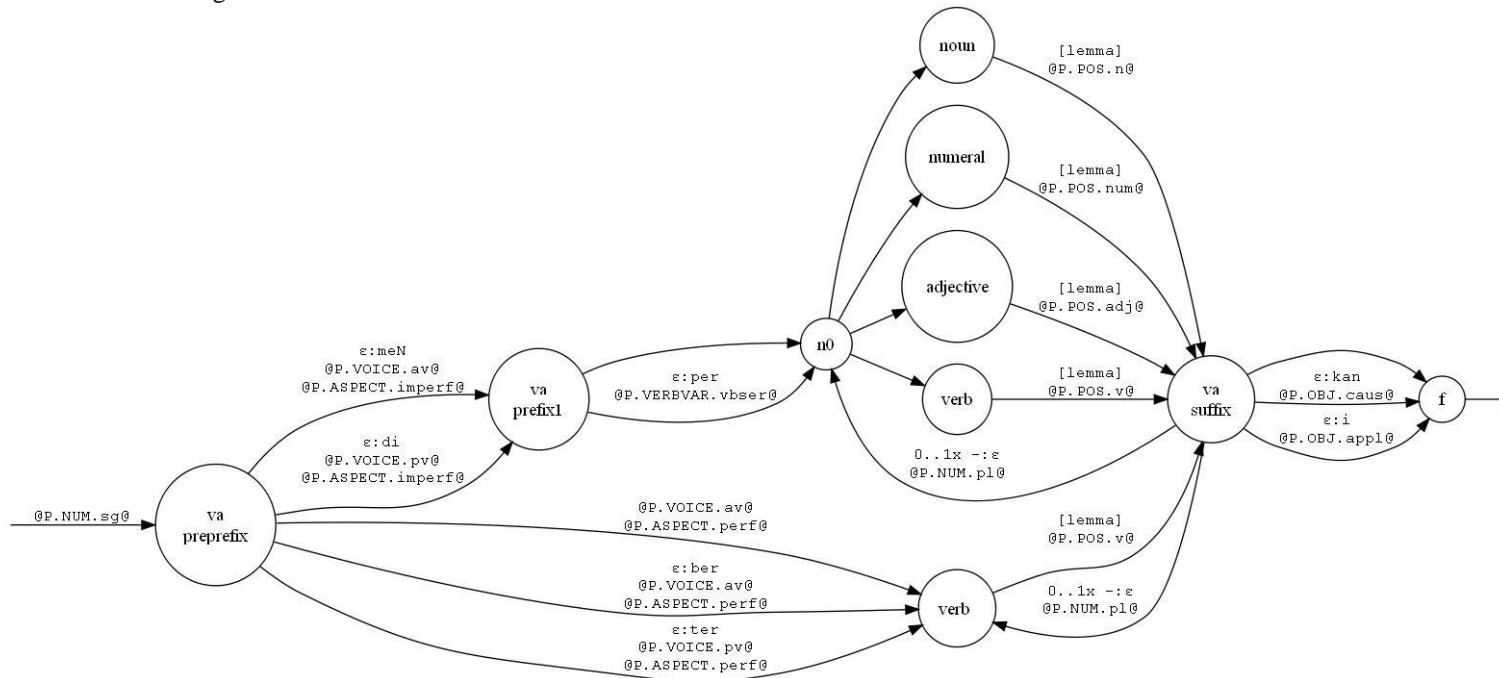 noun
[lemma]
@P.POS.n@
numeral
[lemma]
@P.POS.num@
adjective
[lemma]
@P.POS.adj@
n0
ε:meN
@P.VOICE.av@
@P.ASPECT.imperf@
va
prefix1
ε:per
@P.VERBVAR.vbser@
verb
[lemma]
@P.POS.v@
va
suffix
ε:kan
@P.OBJ.caus@
ε:i
@P.OBJ.appl@
f
ε:di
@P.VOICE.pv@
@P.ASPECT.imperf@
0..1x -:ε
@P.NUM.pl@
@P.NUM.sg@
va
preprefix
@P.VOICE.av@
@P.ASPECT.perf@
ε:ber
@P.VOICE.av@
@P.ASPECT.perf@
ε:ter
@P.VOICE.pv@
@P.ASPECT.perf@
verb
[lemma]
@P.POS.v@
0..1x -:ε
@P.NUM.pl@